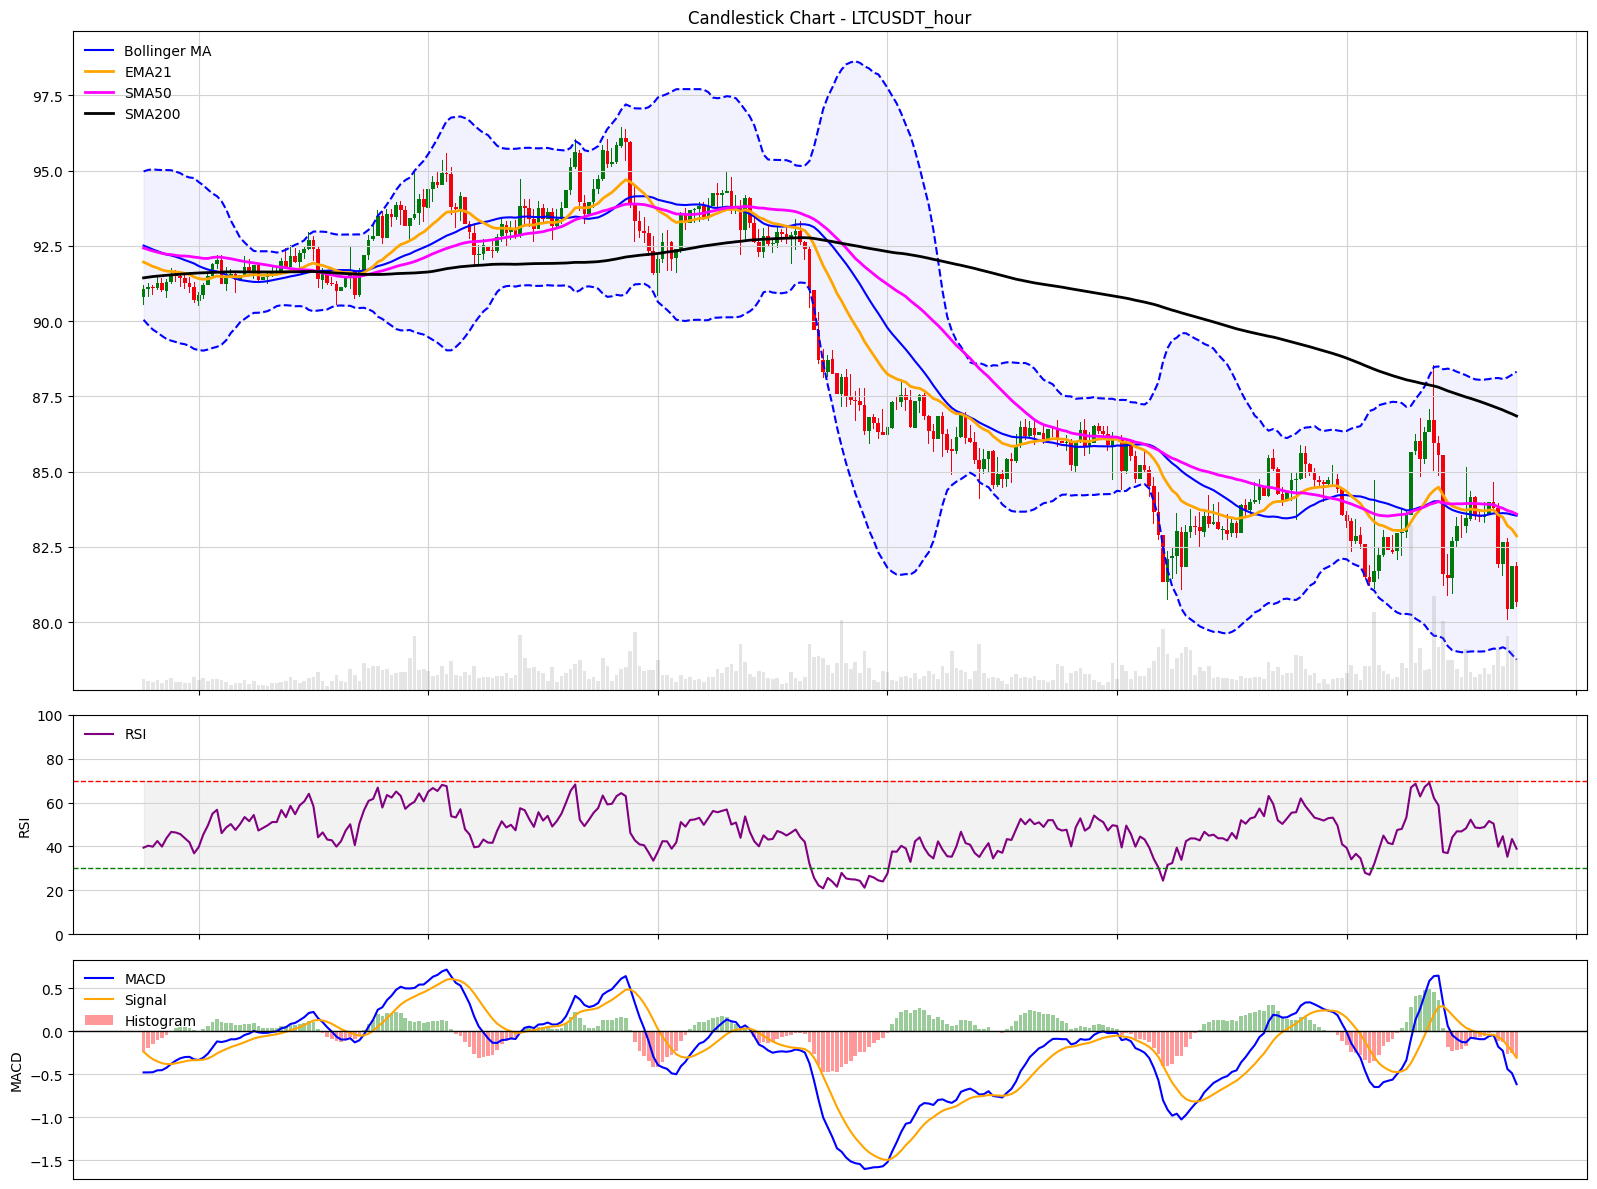 Candlestick Chart - LTCUSDT_hour
Bollinger MA
EMA21
SMA50
SMA200
97.5
95.0
92.5
90.0
87.5
85.0
82.5
80.0
RSI
100
80
60
40
20
0
RSI
MACD
Signal
Histogram
0.5
0.0
−0.5
−1.0
−1.5
MACD